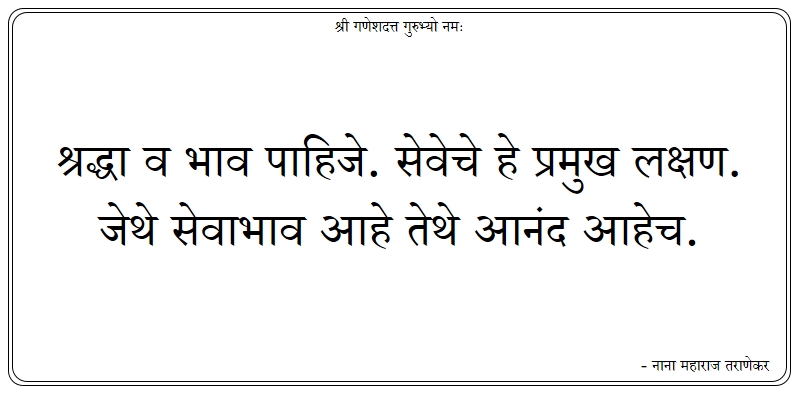 श्री गणेशदत्त गुरुभ्यो नमः
श्रद्धा व भाव पाहिजे. सेवेचे हे प्रमुख लक्षण.
जेथे सेवाभाव आहे तेथे आनंद आहेच.
- नाना महाराज तराणेकर